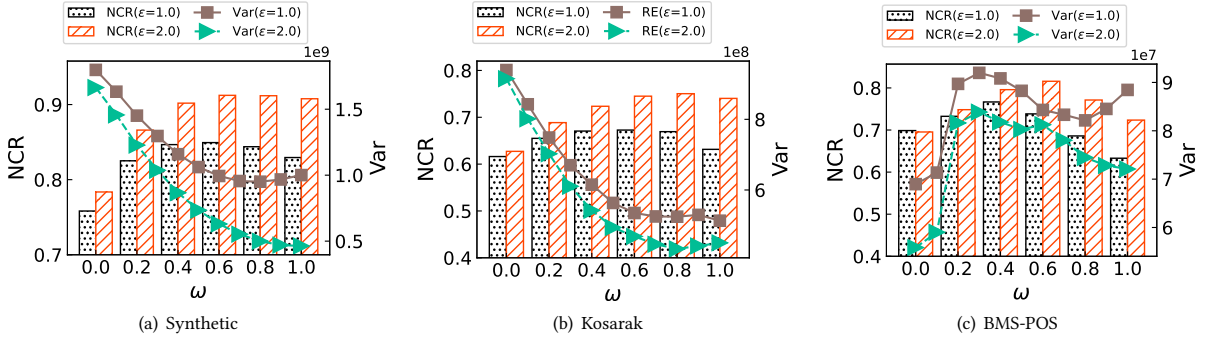 NCR(ε=1.0) Var(ε=1.0)
NCR(ε=2.0) Var(ε=2.0)
1e9
0.9
0.8
0.7
NCR
1.5
1.0
0.5
Var
0.0 0.2 0.4 0.6 0.8 1.0
ω
(a) Synthetic
NCR(ε=1.0) RE(ε=1.0)
NCR(ε=2.0) RE(ε=2.0)
1e8
0.8
0.7
0.6
0.5
0.4
NCR
8
6
Var
0.0 0.2 0.4 0.6 0.8 1.0
ω
(b) Kosarak
NCR(ε=1.0) Var(ε=1.0)
NCR(ε=2.0) Var(ε=2.0)
1e7
0.8
0.7
0.6
0.5
0.4
NCR
9
8
7
6
Var
0.0 0.2 0.4 0.6 0.8 1.0
ω
(c) BMS-POS